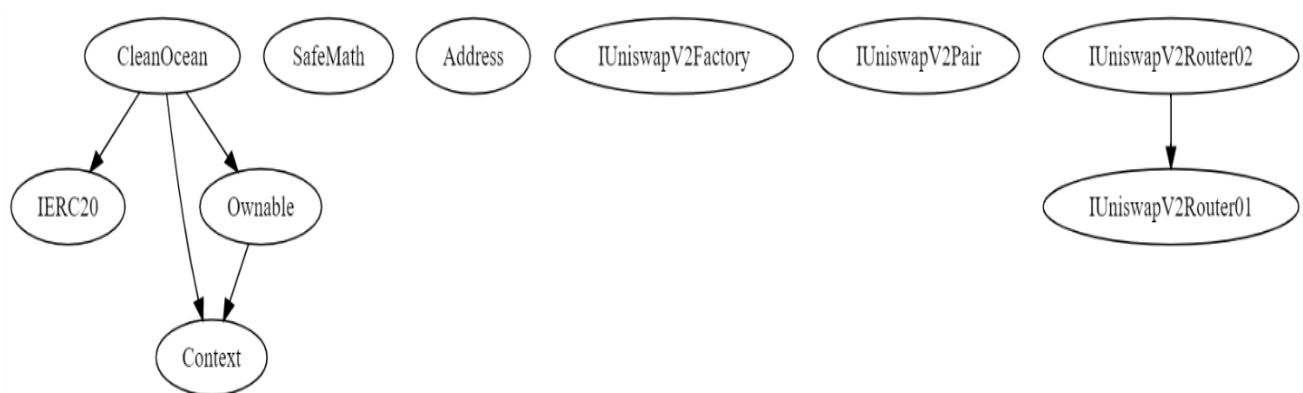 CleanOcean
SafeMath
Address
IUniswapV2Factory
IUniswapV2Pair
IUniswapV2Router02
IERC20
Ownable
IUniswapV2Router01
Context